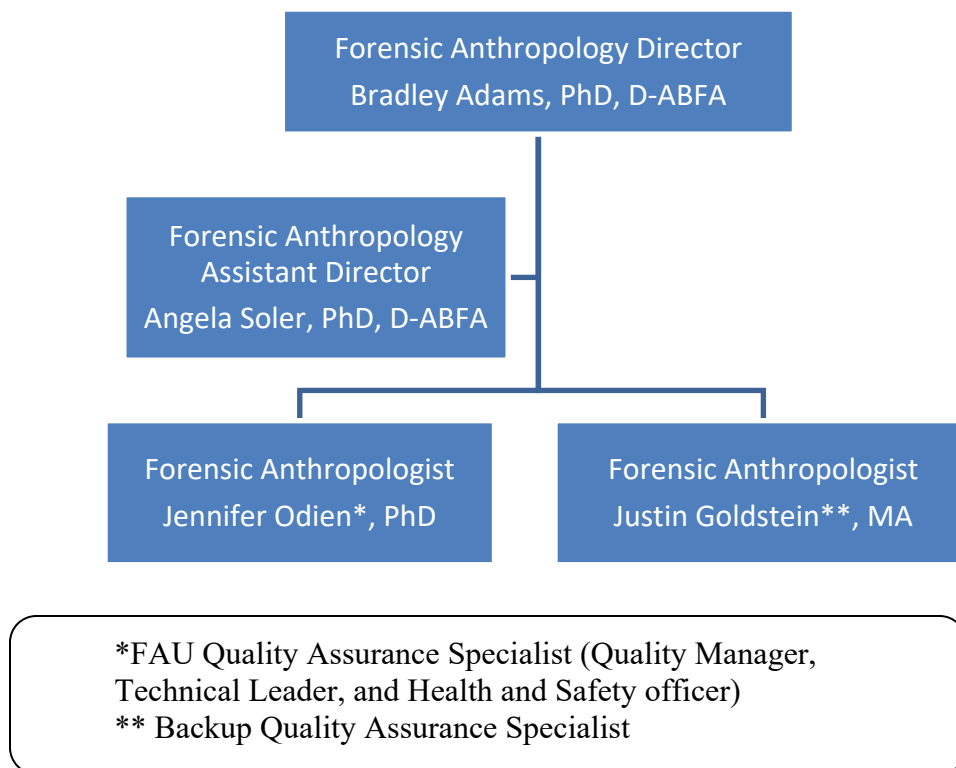 Forensic Anthropology Director
Bradley Adams, PhD, D-ABFA
Forensic Anthropology
Assistant Director
Angela Soler, PhD, D-ABFA
Forensic Anthropologist
Jennifer Odien*, PhD
Forensic Anthropologist
Justin Goldstein**, MA
*FAU Quality Assurance Specialist (Quality Manager,
Technical Leader, and Health and Safety officer)
** Backup Quality Assurance Specialist